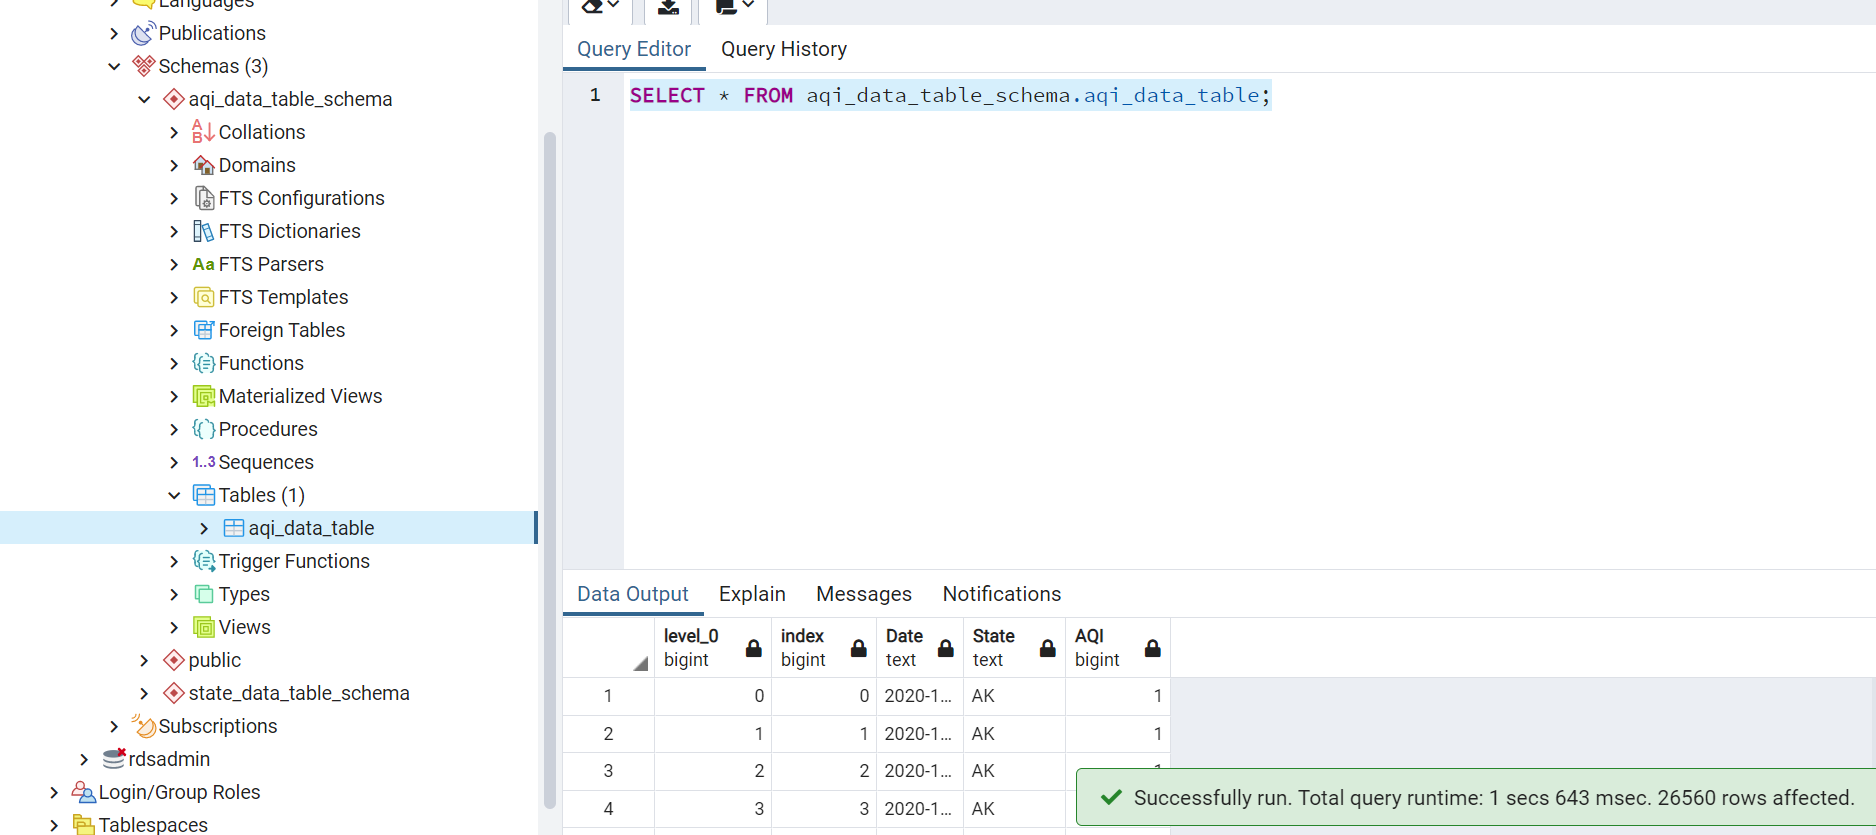 Languages
Publications
Schemas (3)
aqi_data_table_schema
Collations
Domains
FTS Configurations
FTS Dictionaries
Aa FTS Parsers
FTS Templates
Foreign Tables
Functions
Materialized Views
Procedures
1..3 Sequences
Tables (1)
aqi_data_table
Trigger Functions
Types
Views
public
state_data_table_schema
Subscriptions
rdsadmin
Login/Group Roles
Tablespaces
Query Editor Query History
1 SELECT * FROM aqi_data_table_schema.aqi_data_table;
Data Output Explain Messages Notifications
level_0 index Date State AQI
bigint bigint text text bigint
1 0 0 2020-1... AK 1
2 1 1 2020-1... AK 1
3 2 2 2020-1... AK 1
4 3 3 2020-1... AK
Successfully run. Total query runtime: 1 secs 643 msec. 26560 rows affected.